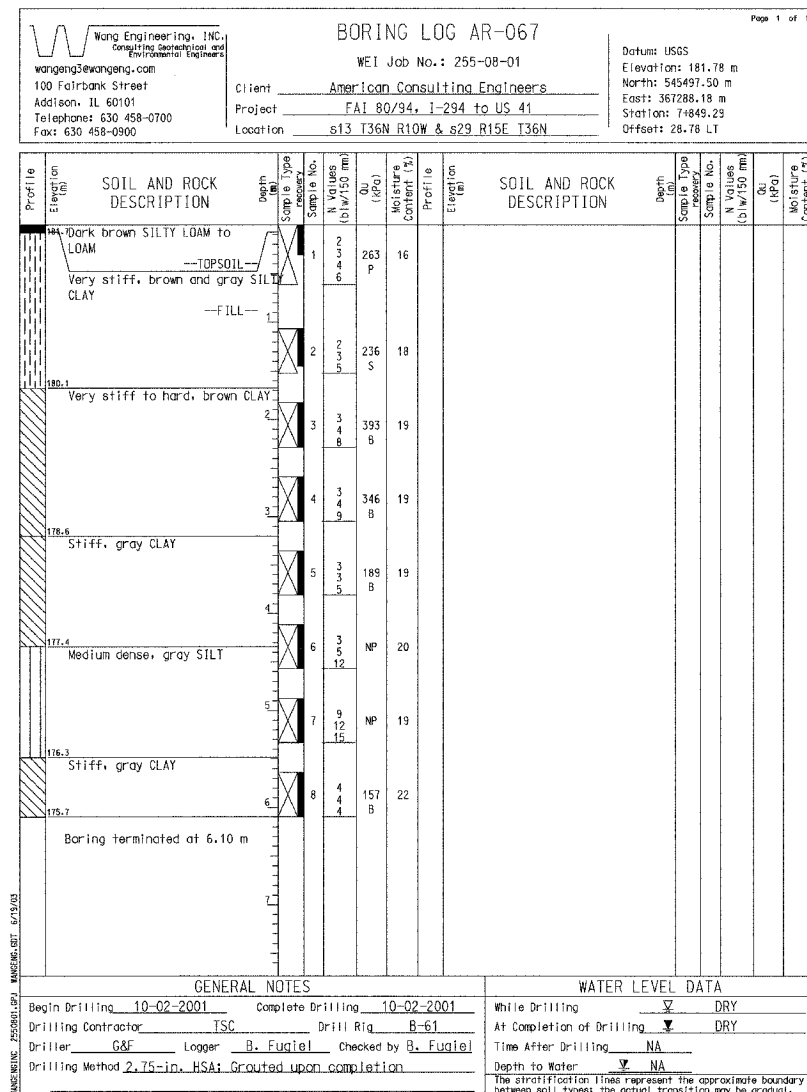 Page 1 of 1
Wang Engineering, INC.
Consulting Geotechnical and
Environmental Engineers
wangeng3@wangeng.com
100 Fairbank Street
Addison, IL 60101
Telephone: 630 458-0700
Fax: 630 458-0900
BORING LOG AR-067
WEI Job No.: 255-08-01
Client American Consulting Engineers
Project FAI 80/94, I-294 to US 41
Location s13 T36N R10W & s29 R15E T36N
Datum: USGS
Elevation: 181.78 m
North: 545497.50 m
East: 367288.18 m
Station: 7+849.29
Offset: 28.78 LT
Profile Elevation (m) SOIL AND ROCK DESCRIPTION Depth (m) Sample Type recovery Sample No. N Values (blw/150 mm) Qu (kPa) Moisture Content (%)
Profile Elevation (m) SOIL AND ROCK DESCRIPTION Depth (m) Sample Type recovery Sample No. N Values (blw/150 mm) Qu (kPa) Moisture Content (%)
181.7 Dark brown SILTY LOAM to
LOAM
--TOPSOIL--
1 2 3 4 6 263 P 16
Very stiff, brown and gray SILTY
CLAY
--FILL--
1
2 2 3 5 236 S 18
180.1
Very stiff to hard, brown CLAY
2
3 3 4 8 393 B 19
4 3 4 9 346 B 19
3
178.6
Stiff, gray CLAY
5 3 3 5 189 B 19
4
177.4
Medium dense, gray SILT
6 3 5 12 NP 20
5
7 9 12 15 NP 19
176.3
Stiff, gray CLAY
6
8 4 4 4 157 B 22
175.7
Boring terminated at 6.10 m
7
WANGENGINC 2550801.GPJ WANGENG.GDT 6/19/03
GENERAL NOTES
Begin Drilling 10-02-2001 Complete Drilling 10-02-2001
Drilling Contractor TSC Drill Rig B-61
Driller G&F Logger B. Fugiel Checked by B. Fugiel
Drilling Method 2.75-in. HSA; Grouted upon completion
WATER LEVEL DATA
While Drilling DRY
At Completion of Drilling DRY
Time After Drilling NA
Depth to Water NA
The stratification lines represent the approximate boundary
between soil types; the actual transition may be gradual.